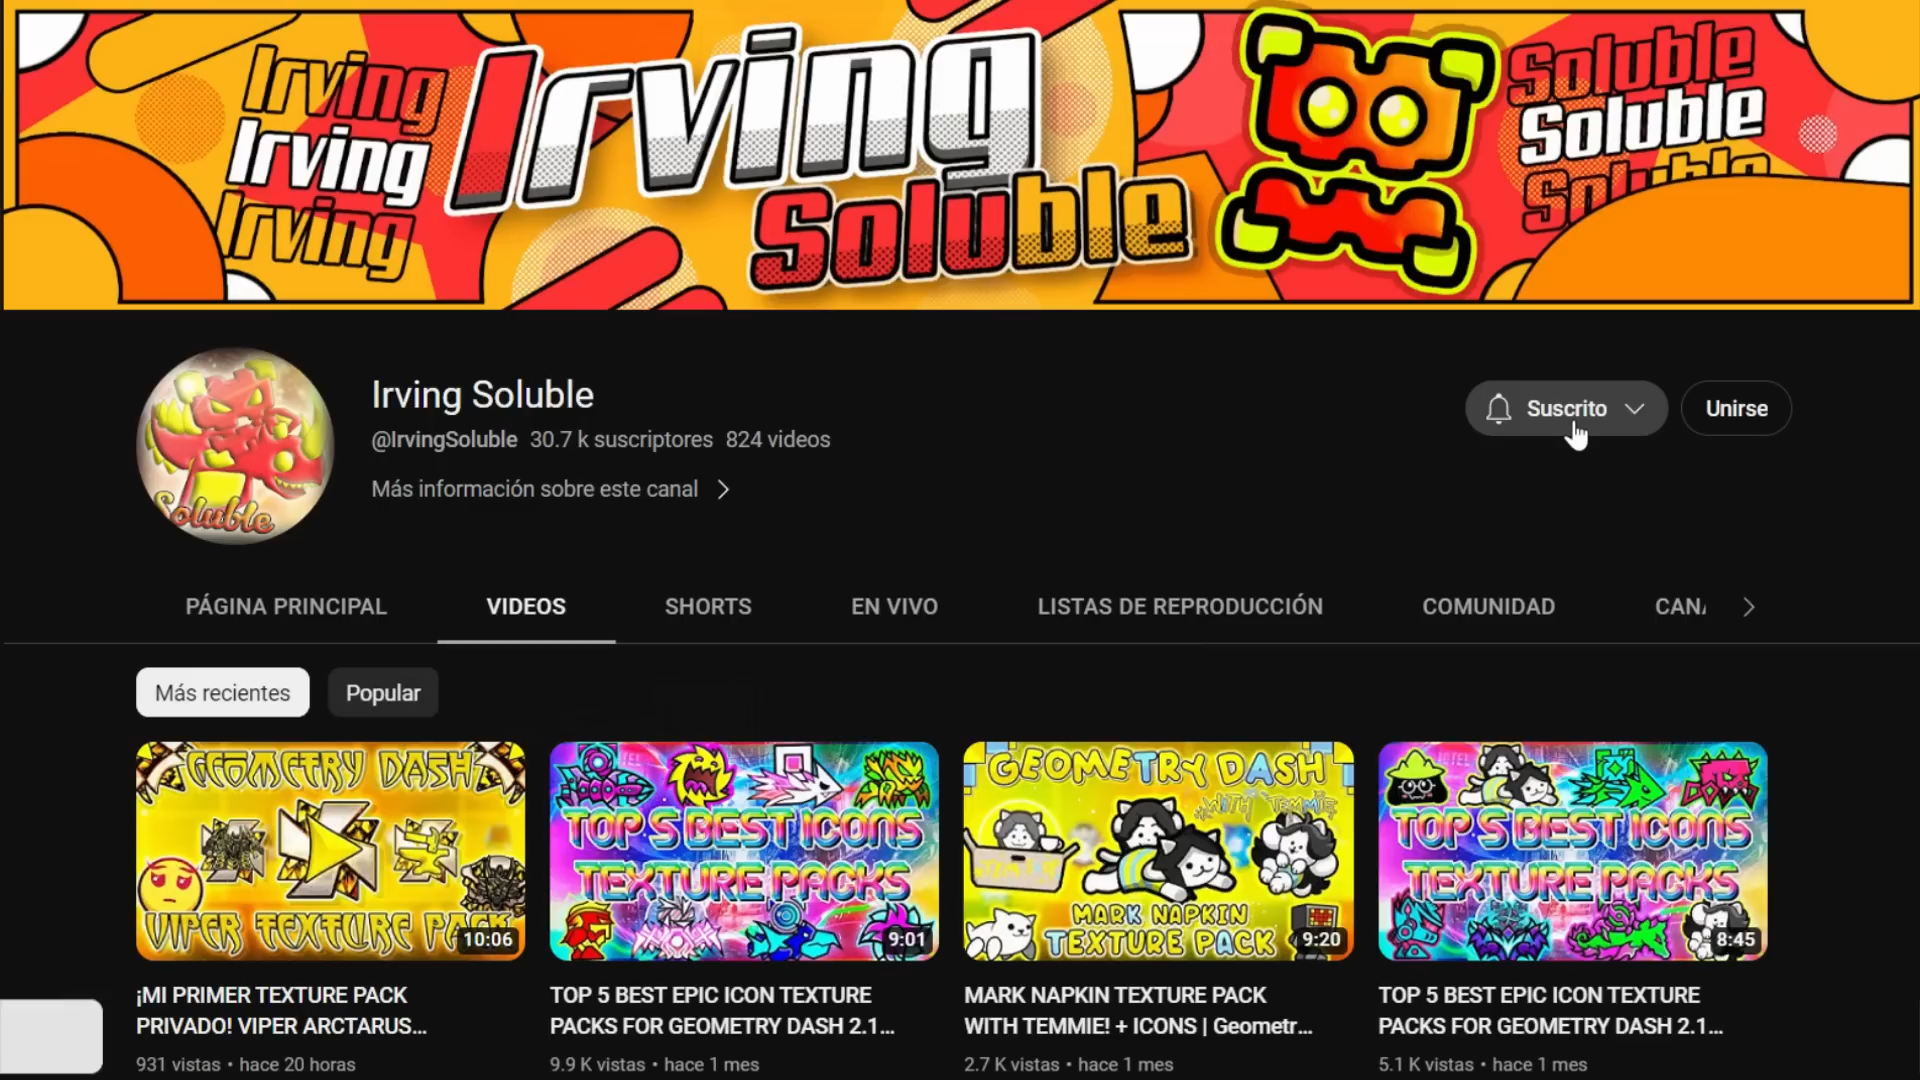 Irving
Irving
Irving
Irving
Soluble
Soluble
Soluble
Soluble
Soluble
Irving Soluble
@IrvingSoluble 30.7 k suscriptores 824 videos
Más información sobre este canal
Suscrito
Unirse
PÁGINA PRINCIPAL
VIDEOS
SHORTS
EN VIVO
LISTAS DE REPRODUCCIÓN
COMUNIDAD
CAN
Más recientes
Popular
GEOMETRY DASH
VIPER TEXTURE PACK
10:06
TOP 5 BEST ICONS
TEXTURE PACKS
9:01
GEOMETRY DASH
WITH TEMMIE
MARK NAPKIN
TEXTURE PACK
9:20
TOP 5 BEST ICONS
TEXTURE PACKS
8:45
¡MI PRIMER TEXTURE PACK
PRIVADO! VIPER ARCTARUS...
931 vistas • hace 20 horas
TOP 5 BEST EPIC ICON TEXTURE
PACKS FOR GEOMETRY DASH 2.1...
9.9 K vistas • hace 1 mes
MARK NAPKIN TEXTURE PACK
WITH TEMMIE! + ICONS | Geometr...
2.7 K vistas • hace 1 mes
TOP 5 BEST EPIC ICON TEXTURE
PACKS FOR GEOMETRY DASH 2.1...
5.1 K vistas • hace 1 mes